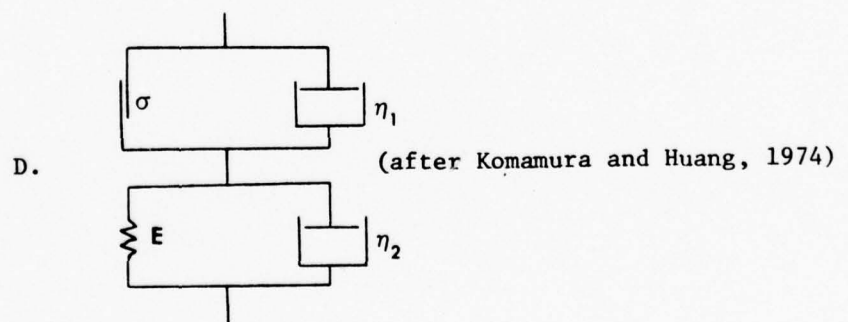 σ
η1
D.
(after Komamura and Huang, 1974)
E
η2